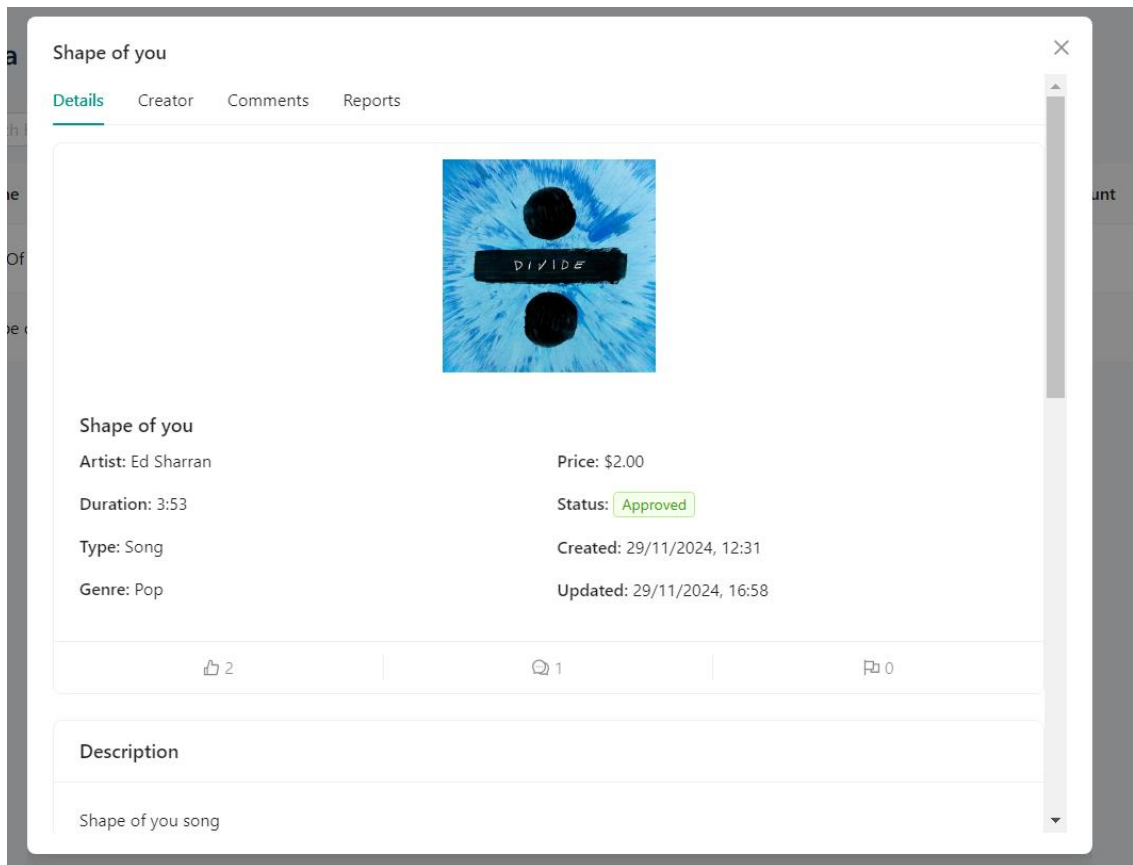 Shape of you
Details Creator Comments Reports
DIVIDE
Shape of you
Artist: Ed Sharran Price: $2.00
Duration: 3:53 Status: Approved
Type: Song Created: 29/11/2024, 12:31
Genre: Pop Updated: 29/11/2024, 16:58
2 1 0
Description
Shape of you song